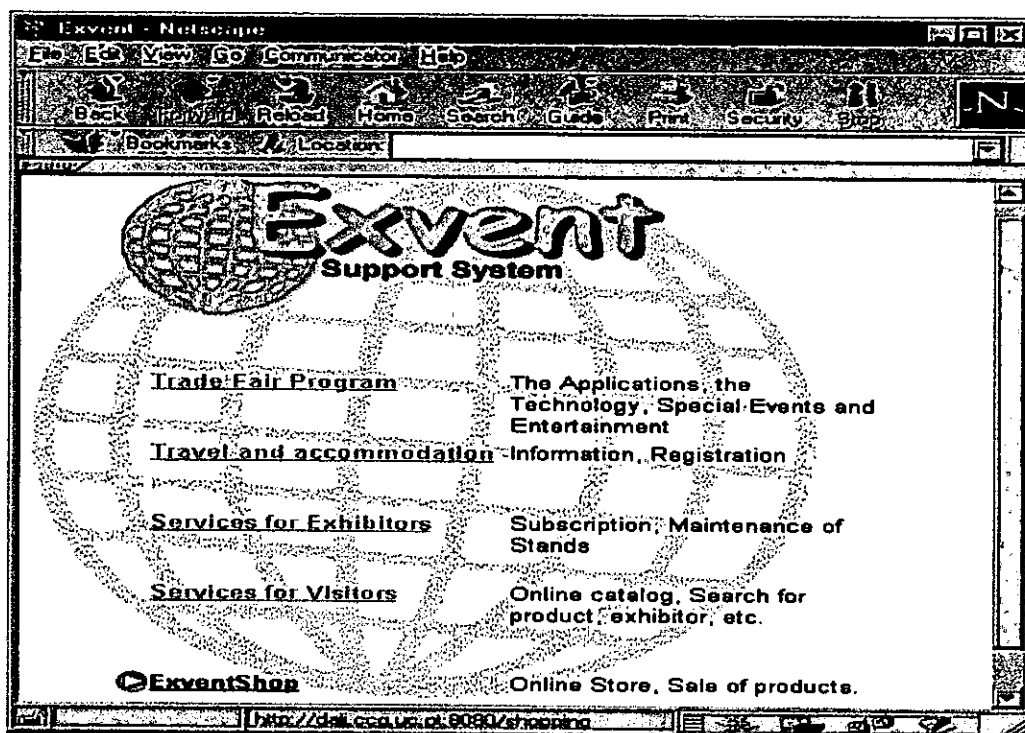 Exvent - Netscape
File Edit View Go Communicator Help
Back Forward Reload Home Search Guide Print Security Stop
N
Bookmarks Location:
Exvent
Support System
Trade Fair Program
The Applications, the
Technology, Special Events and
Entertainment
Travel and accommodation
Information, Registration
Services for Exhibitors
Subscription, Maintenance of
Stands
Services for Visitors
Online catalog, Search for
product, exhibitor, etc.
ExventShop
Online Store, Sale of products.
http://dali.ccg.uc.pt:8080/shopping